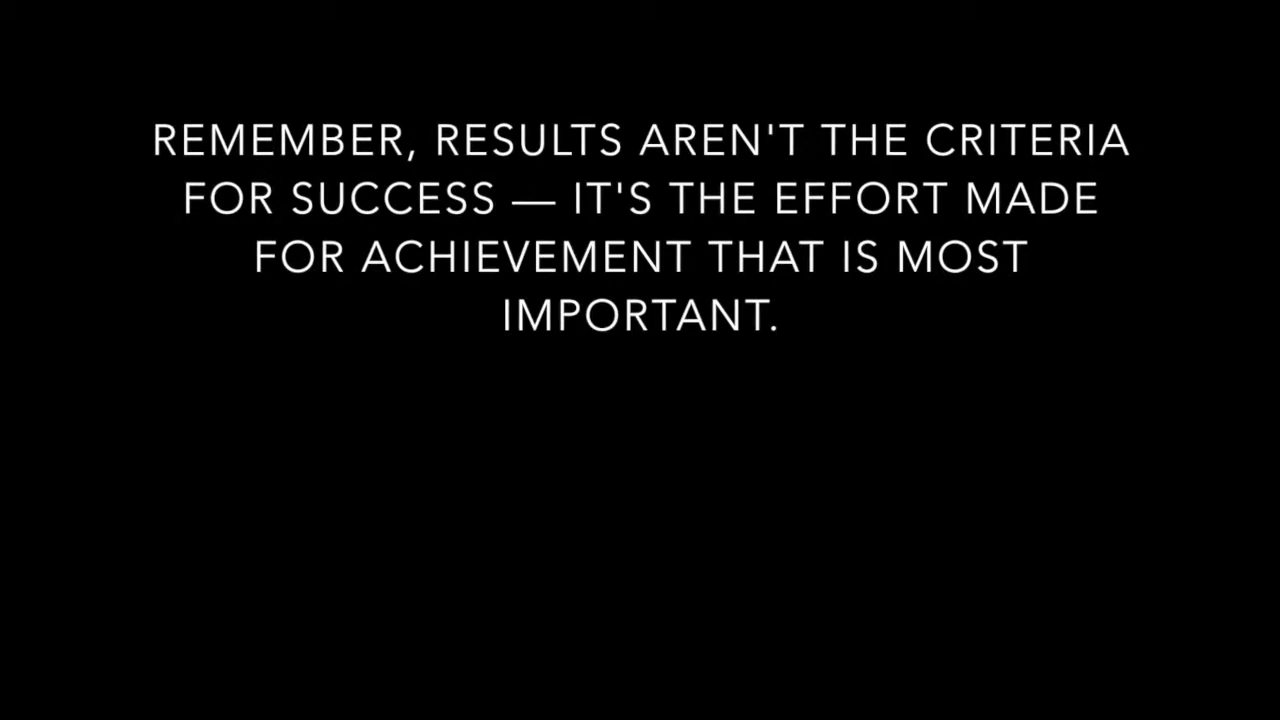 REMEMBER, RESULTS AREN'T THE CRITERIA
FOR SUCCESS — IT'S THE EFFORT MADE
FOR ACHIEVEMENT THAT IS MOST
IMPORTANT.